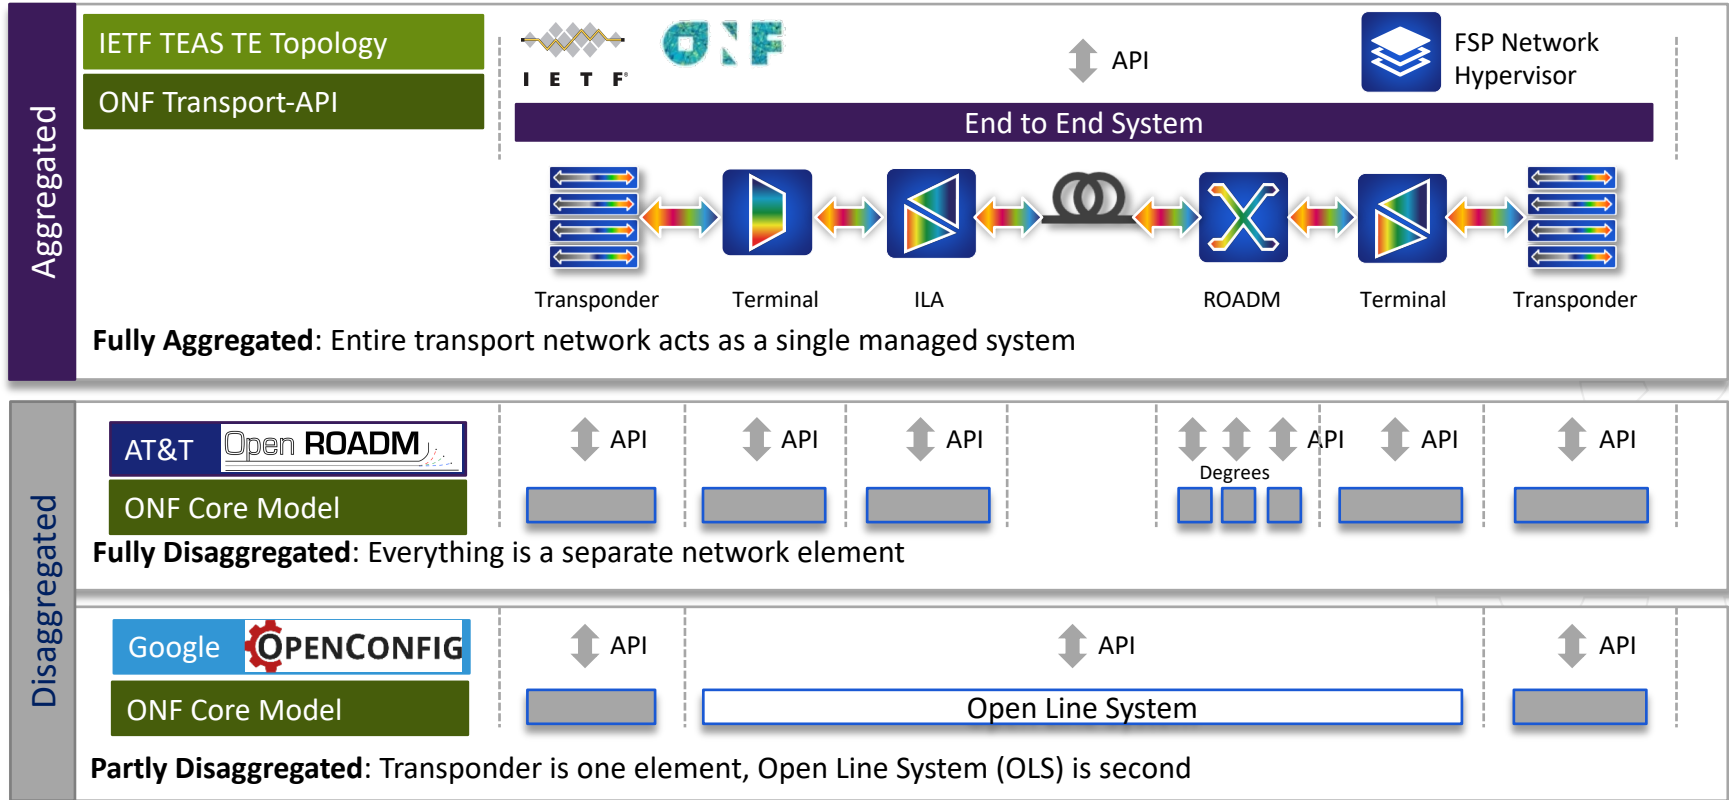 Aggregated
IETF TEAS TE Topology
ONF Transport-API
I E T F®
ONF
API
FSP Network
Hypervisor
End to End System
Transponder Terminal ILA ROADM Terminal Transponder
Fully Aggregated: Entire transport network acts as a single managed system
Disaggregated
AT&T Open ROADM
API API API API API API
Degrees
ONF Core Model
Fully Disaggregated: Everything is a separate network element
Google OPENCONFIG
API API API
ONF Core Model
Open Line System
Partly Disaggregated: Transponder is one element, Open Line System (OLS) is second